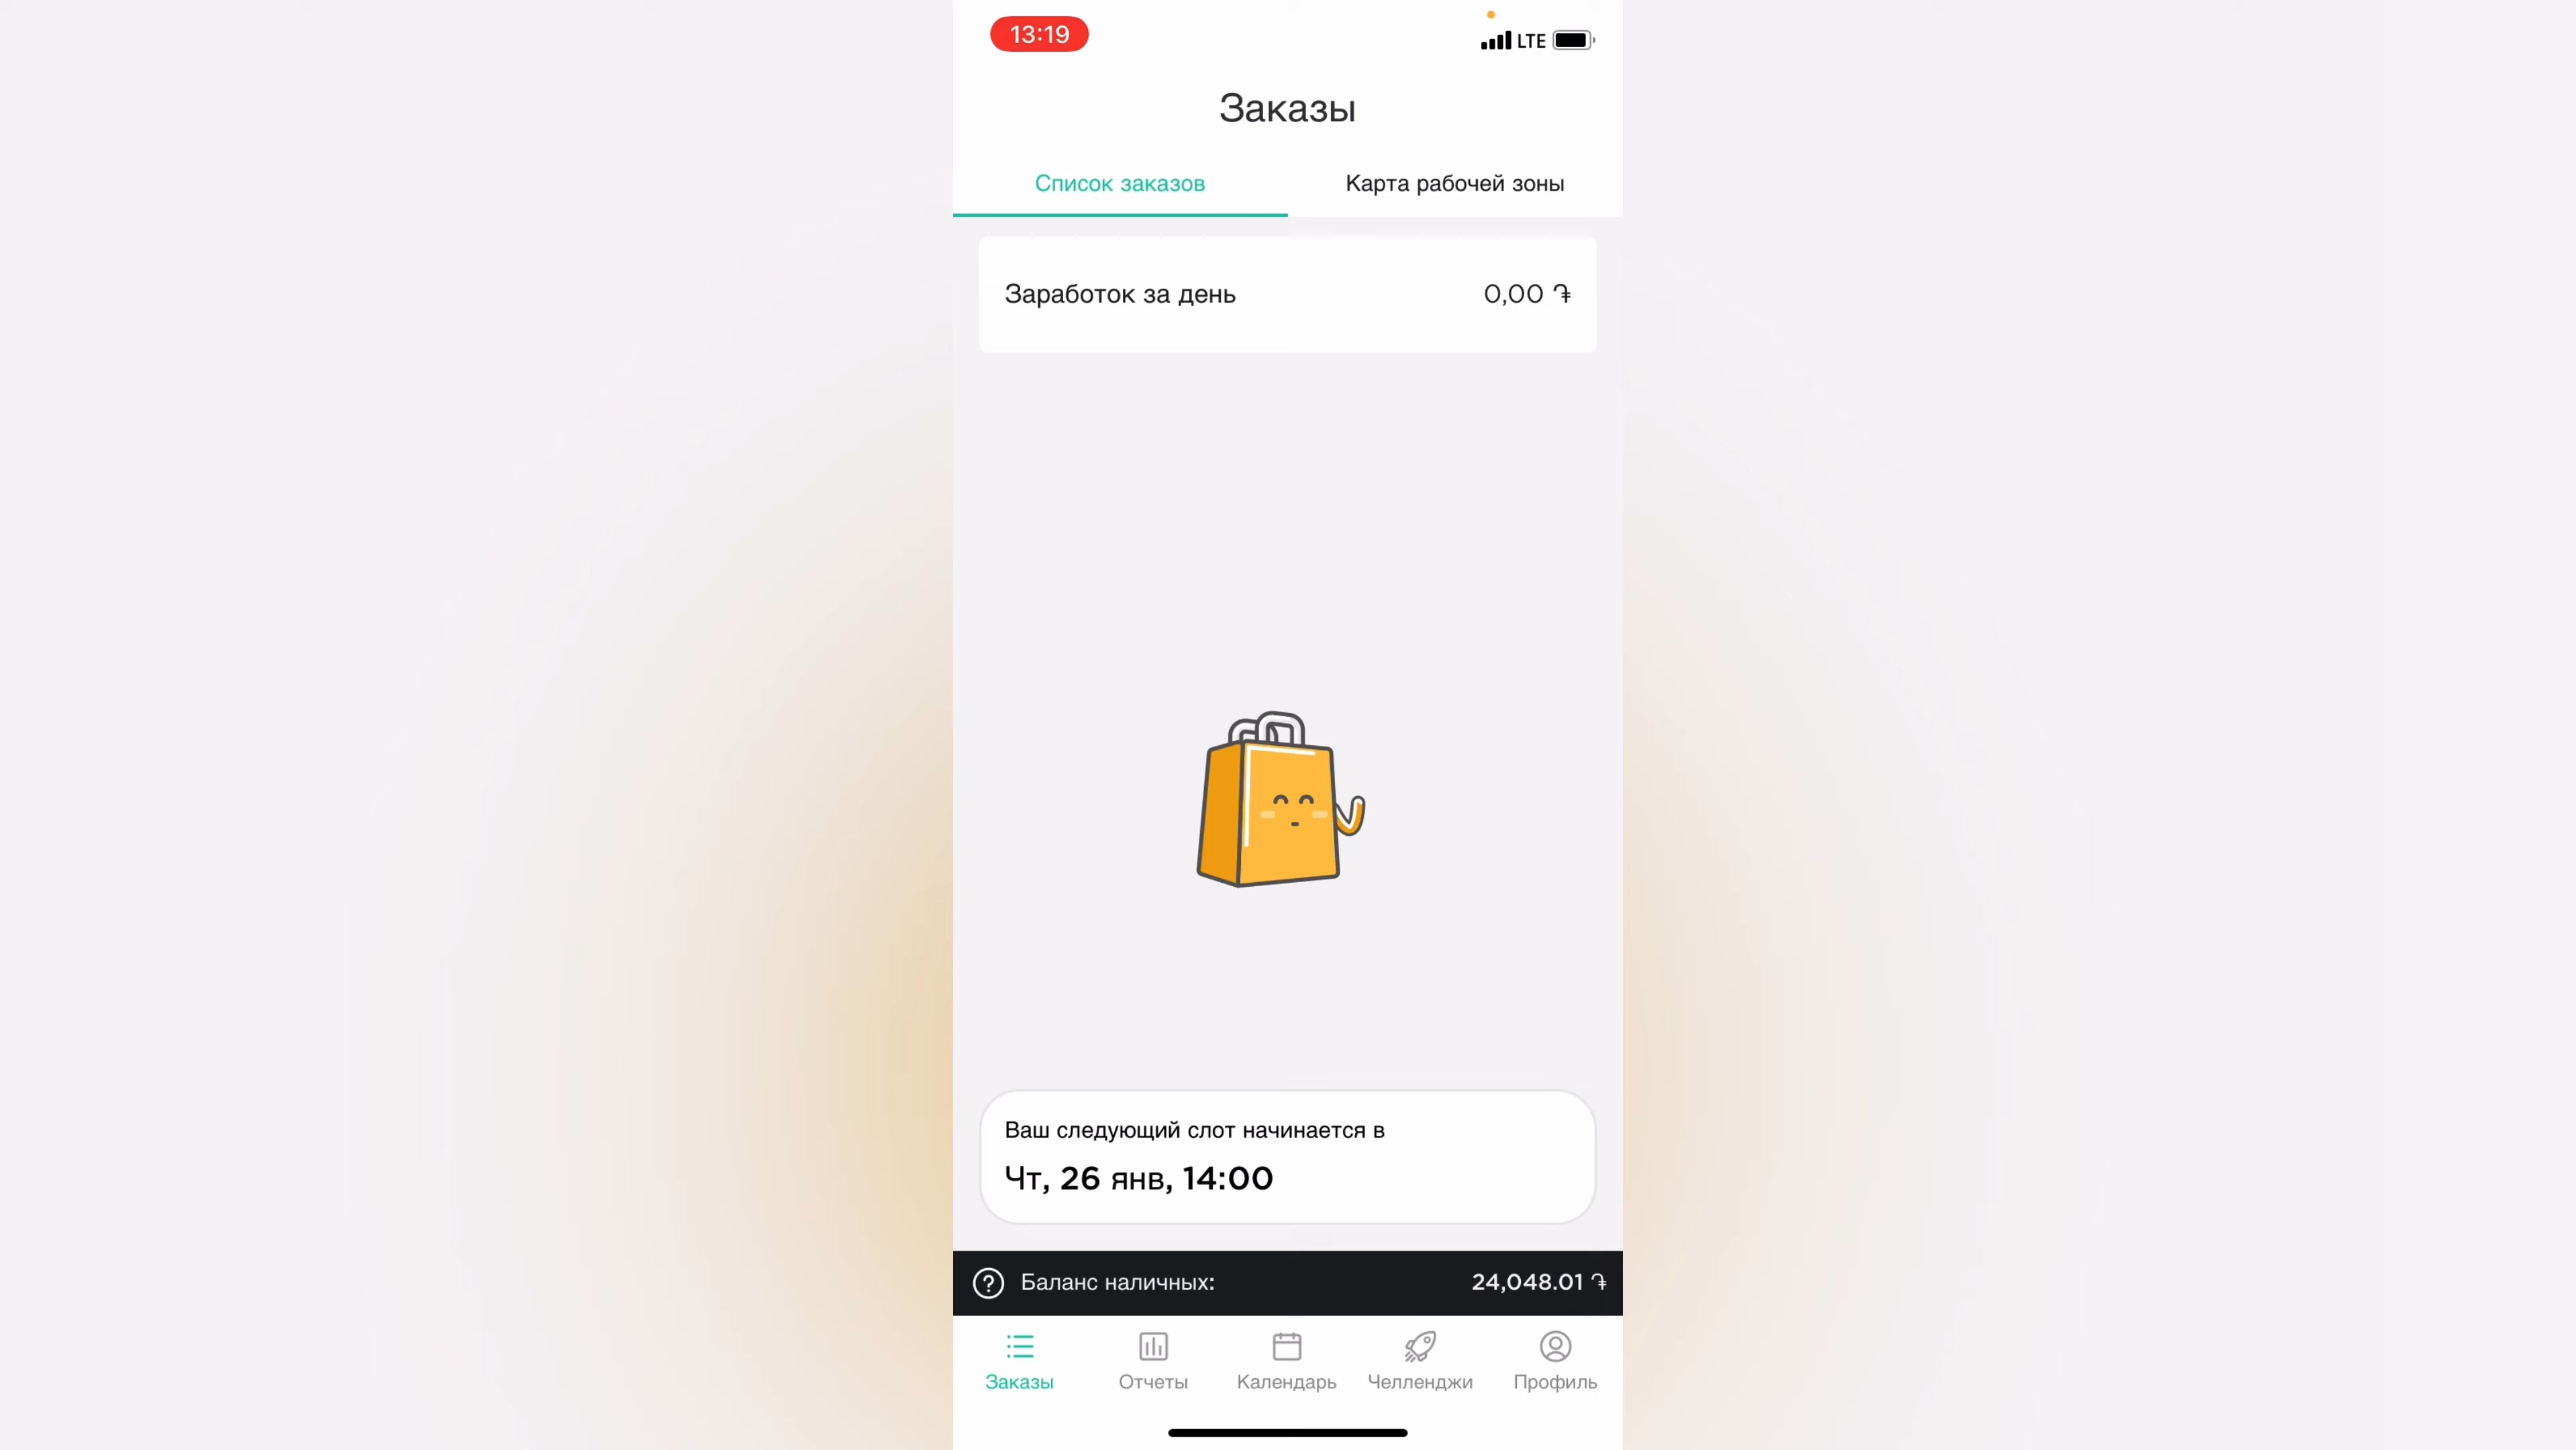 13:19
LTE
Заказы
Список заказов
Карта рабочей зоны
Заработок за день
0,00 ֏
Ваш следующий слот начинается в
Чт, 26 янв, 14:00
Баланс наличных:
24,048.01 ֏
Заказы
Отчеты
Календарь
Челленджи
Профиль